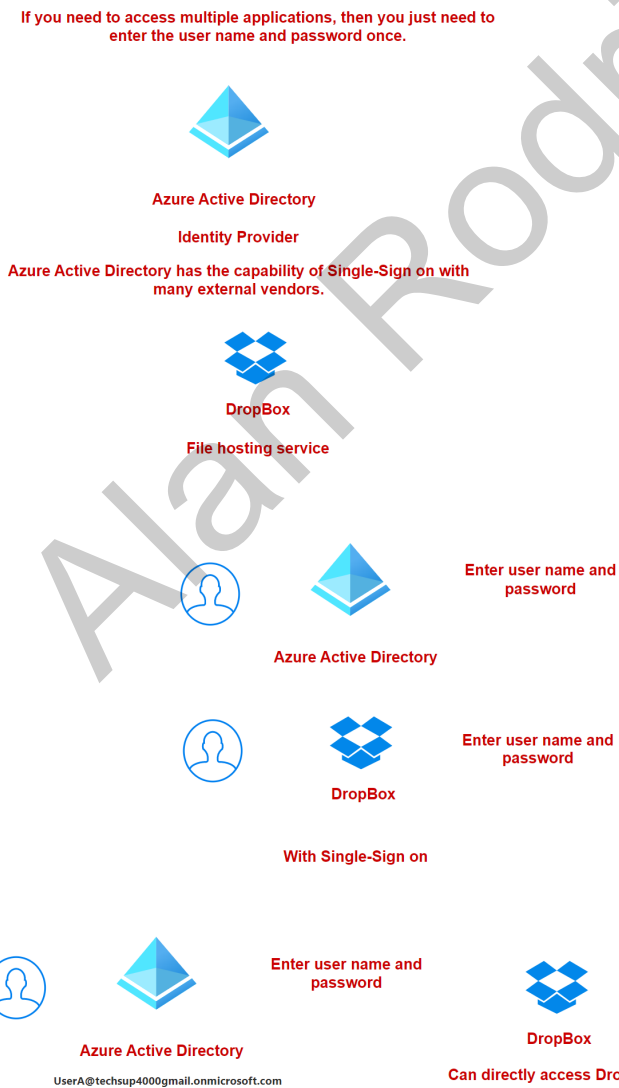 If you need to access multiple applications, then you just need to
enter the user name and password once.
Azure Active Directory
Identity Provider
Azure Active Directory has the capability of Single-Sign on with
many external vendors.
DropBox
File hosting service
Enter user name and
password
Azure Active Directory
Enter user name and
password
DropBox
With Single-Sign on
Enter user name and
password
DropBox
Azure Active Directory
Can directly access
UserA@techsup4000gmail.onmicrosoft.com
Alan